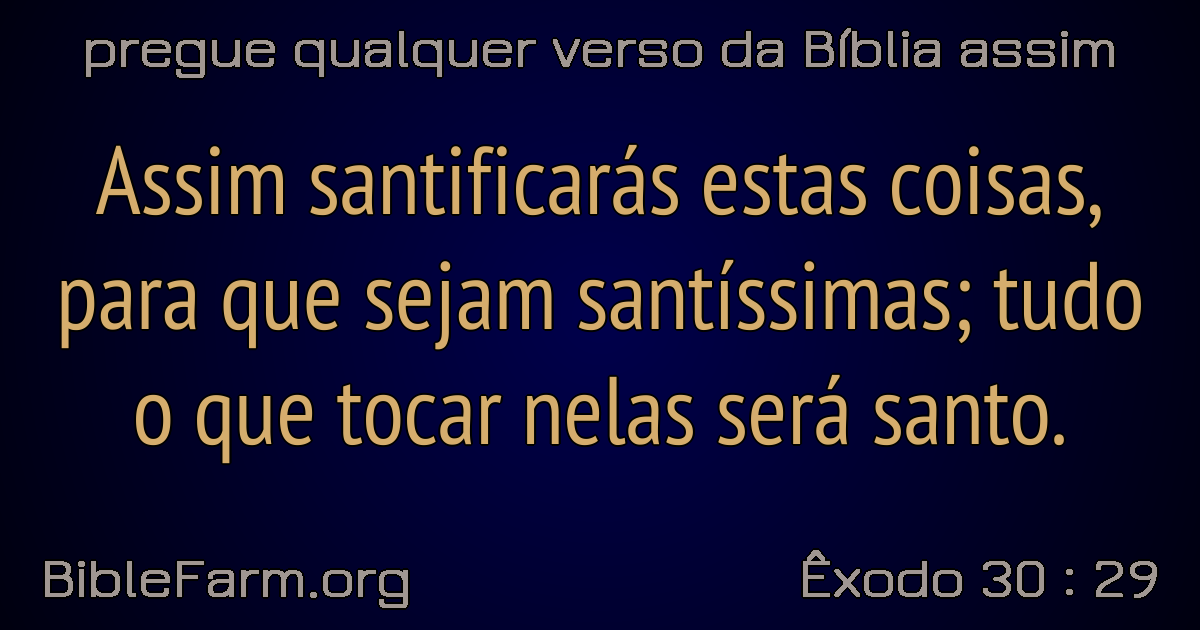 pregue qualquer verso da Bíblia assim
Assim santificarás estas coisas,
para que sejam santíssimas; tudo
o que tocar nelas será santo.
BibleFarm.org
Êxodo 30 : 29